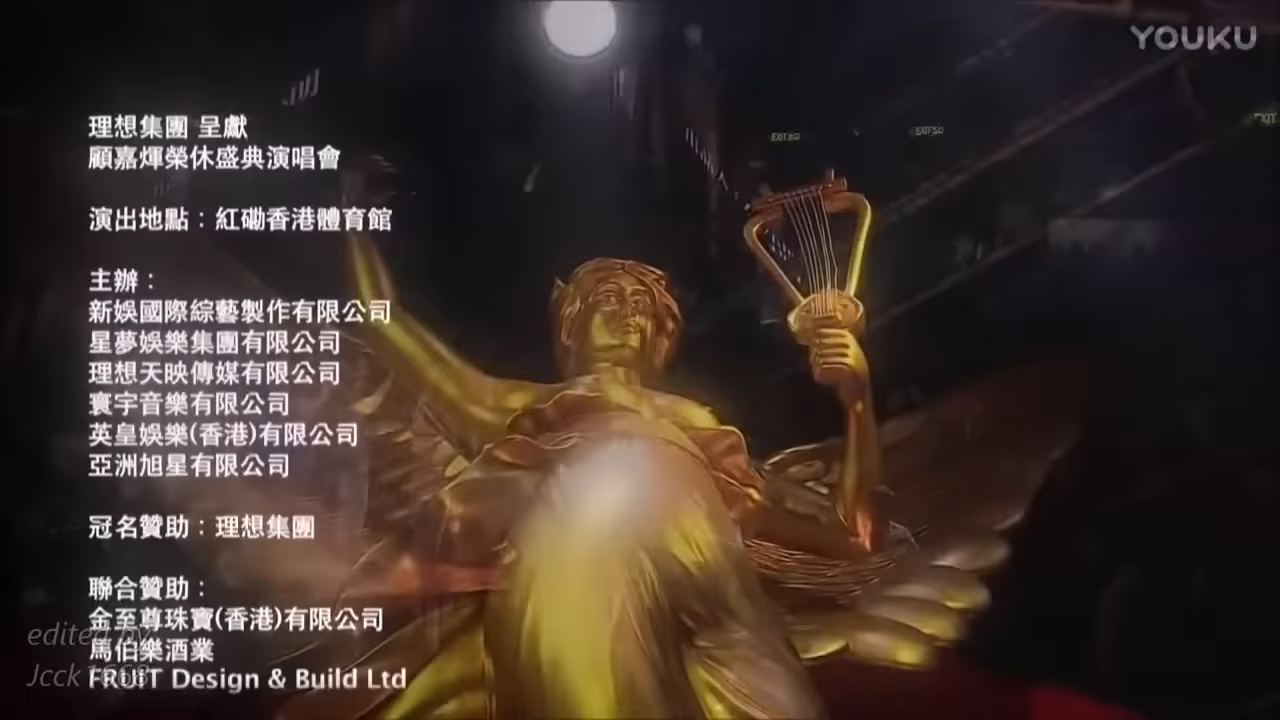 YOUKU
理想集團 呈獻
顧嘉煇榮休盛典演唱會
演出地點：紅磡香港體育館
主辦：
新娛國際綜藝製作有限公司
星夢娛樂集團有限公司
理想天映傳媒有限公司
寰宇音樂有限公司
英皇娛樂(香港)有限公司
亞洲旭星有限公司
冠名贊助：理想集團
聯合贊助：
金至尊珠寶(香港)有限公司
馬伯樂酒業
FRUIT Design & Build Ltd
edited by
EXIT